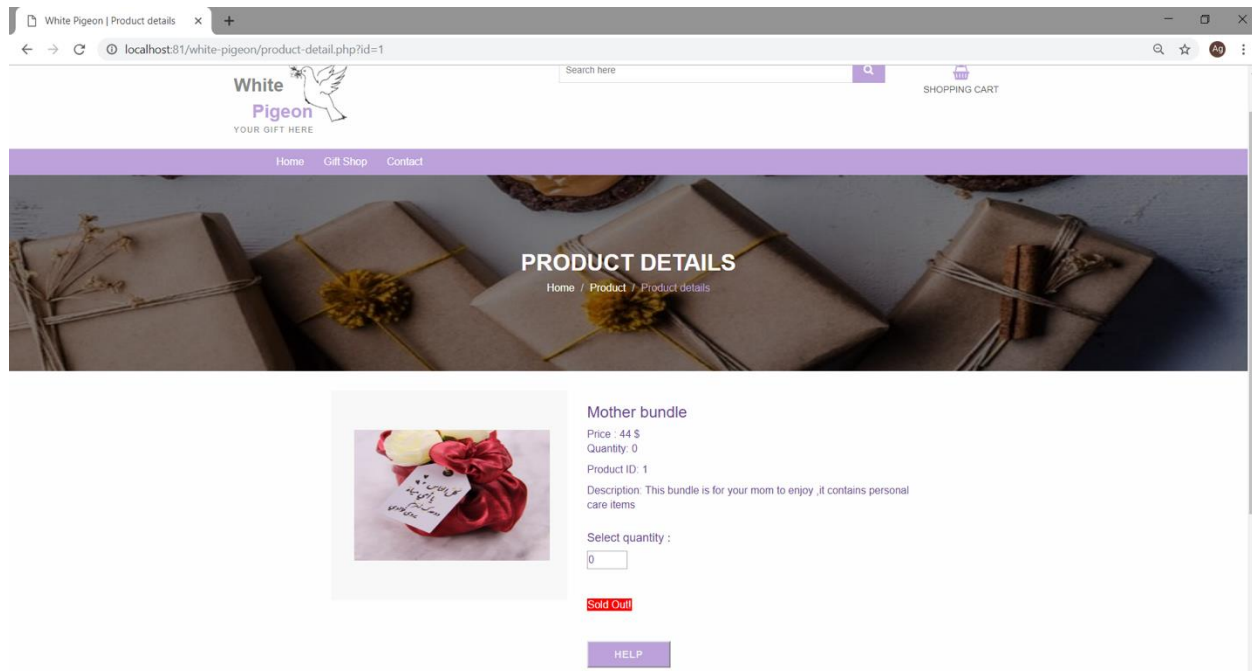 White Pigeon | Product details
localhost:81/white-pigeon/product-detail.php?id=1
Ag
White
Pigeon
YOUR GIFT HERE
Search here
SHOPPING CART
Home Gift Shop Contact
PRODUCT DETAILS
Home / Product / Product details
Mother bundle
Price : 44 $
Quantity: 0
Product ID: 1
Description: This bundle is for your mom to enjoy ,it contains personal
care items
Select quantity :
0
Sold Out!
HELP